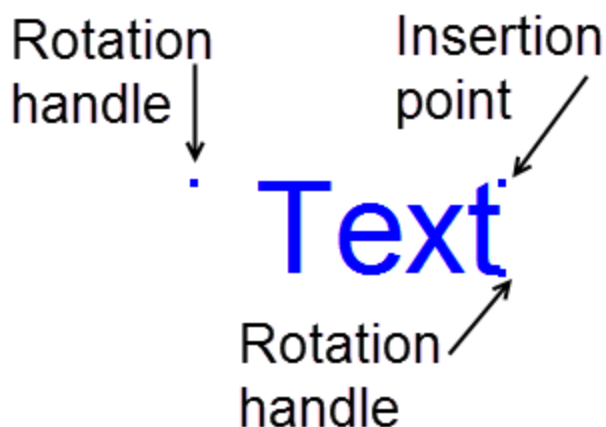 Rotation
handle
Insertion
point
Text
Rotation
handle